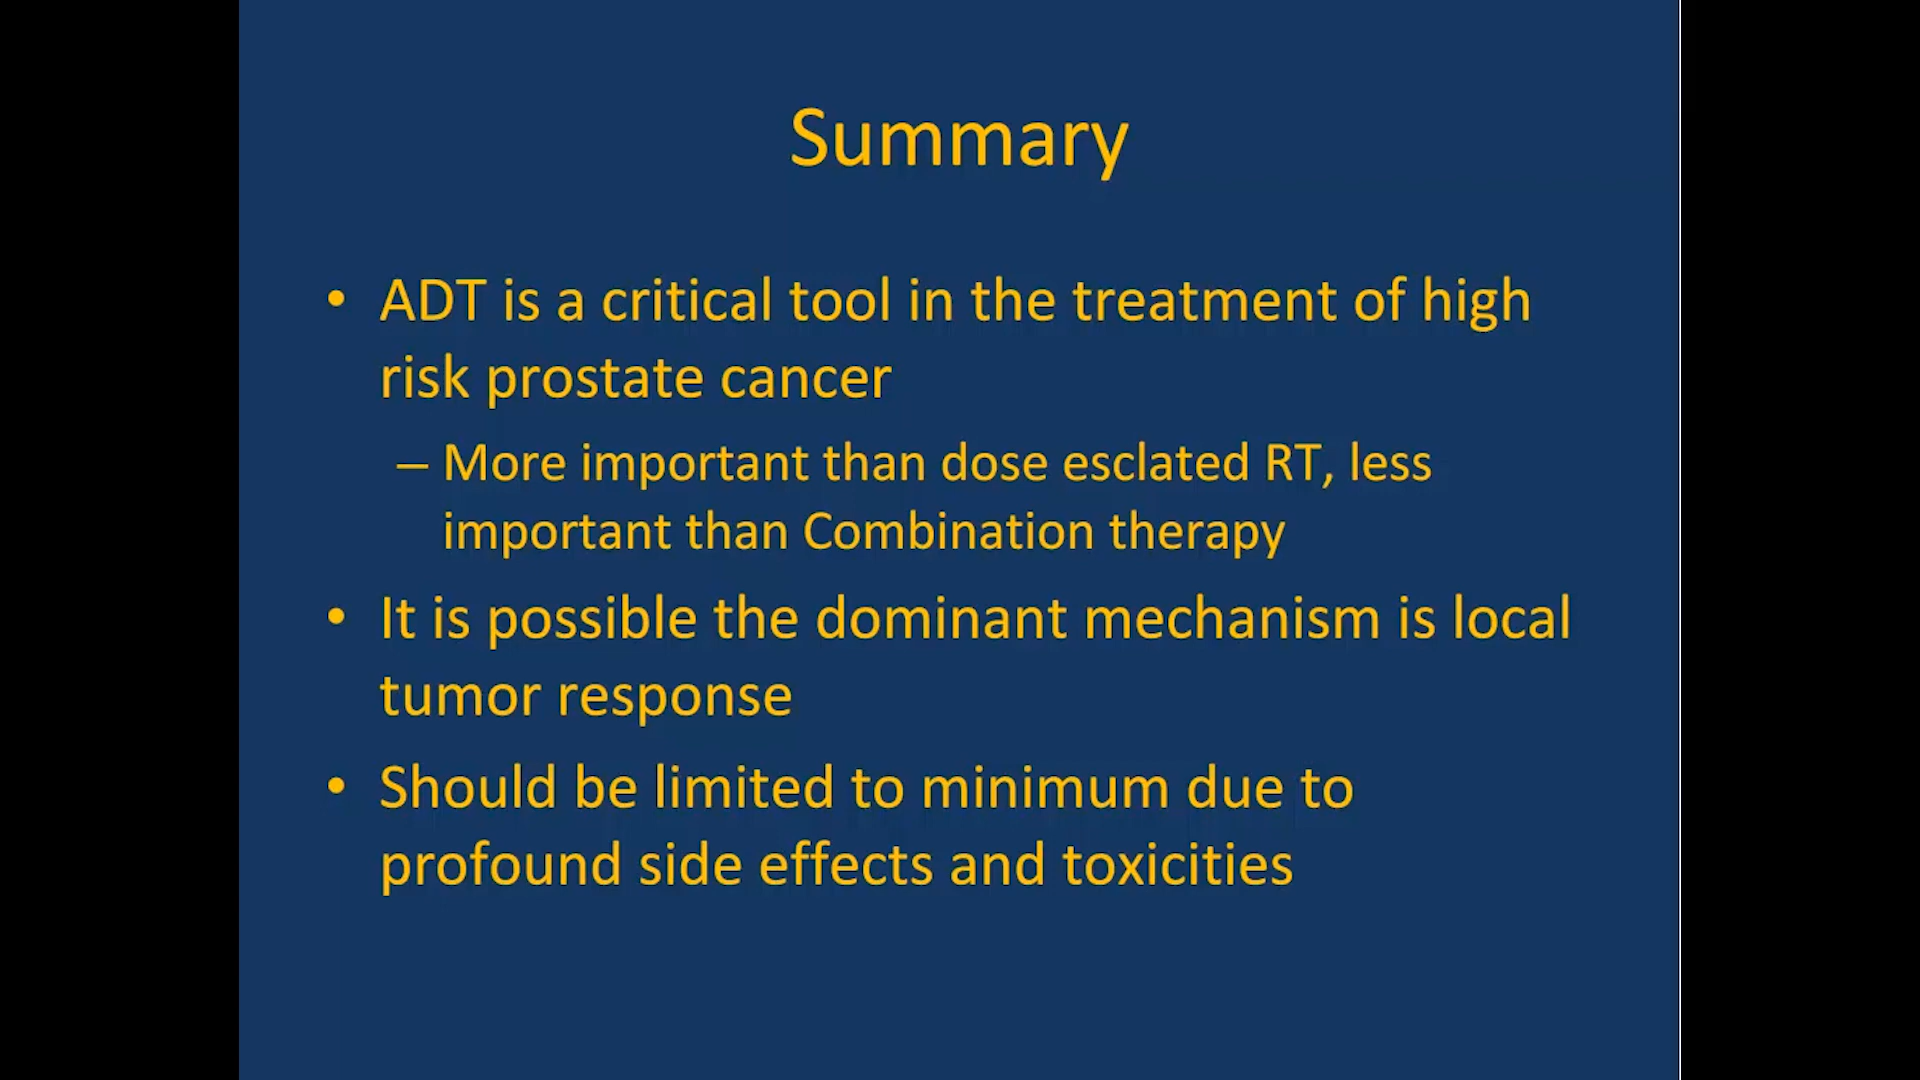 Summary
• ADT is a critical tool in the treatment of high
risk prostate cancer
– More important than dose esclated RT, less
important than Combination therapy
• It is possible the dominant mechanism is local
tumor response
• Should be limited to minimum due to
profound side effects and toxicities